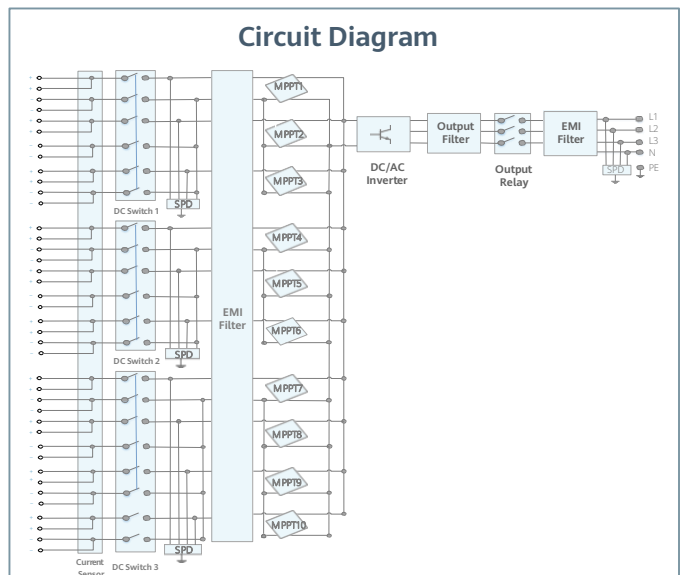 Circuit Diagram
MPPT1
MPPT2
MPPT3
SPD
DC Switch 1
MPPT4
MPPT5
MPPT6
SPD
DC Switch 2
EMI
Filter
MPPT7
MPPT8
MPPT9
MPPT10
SPD
DC Switch 3
Current
Sensor
DC/AC
Inverter
Output
Filter
Output
Relay
EMI
Filter
L1
L2
L3
N
SPD
PE